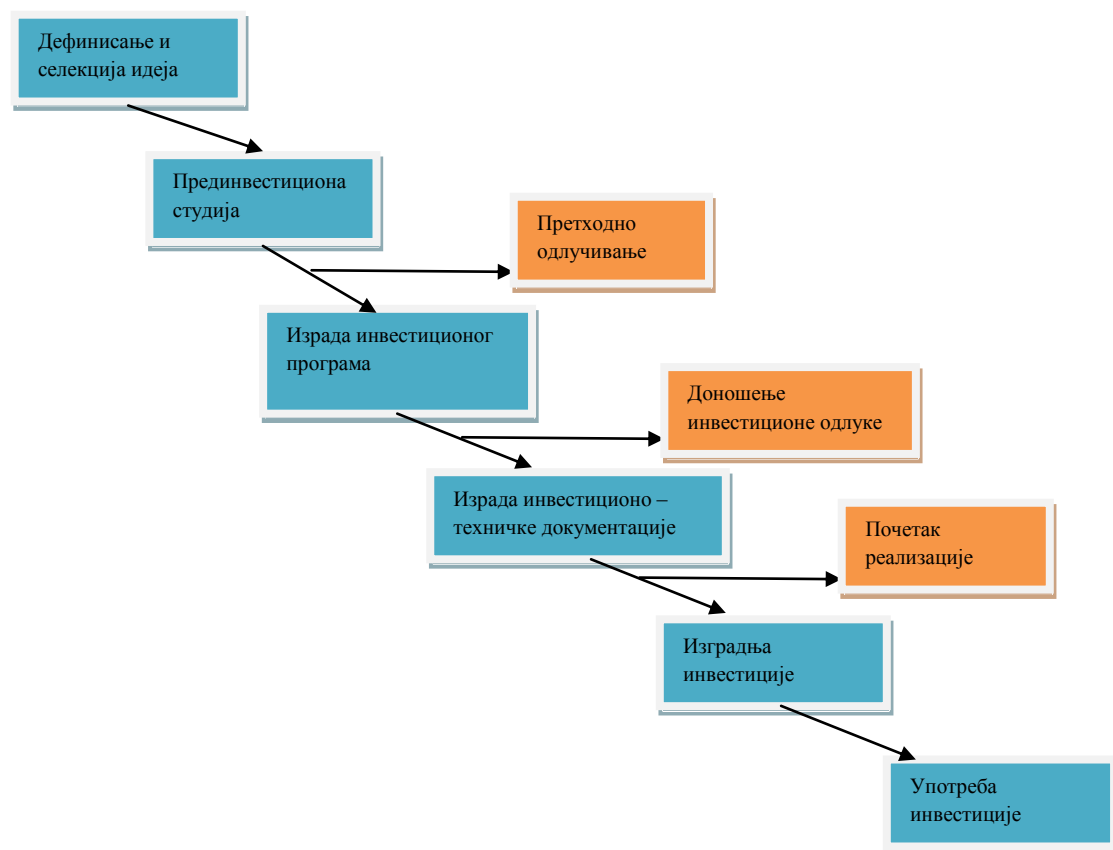 Дефинисање и
селекција идеја
Прединвестициона
студија
Претходно
одлучивање
Израда инвестиционог
програма
Доношење
инвестиционе одлуке
Израда инвестиционо –
техничке документације
Почетак
реализације
Изградња
инвестиције
Употреба
инвестиције